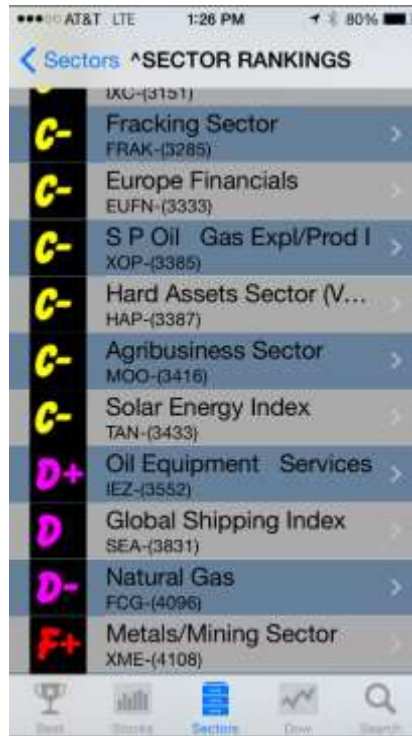 AT&T LTE 1:26 PM 80%
Sectors ^SECTOR RANKINGS
IXC-(3151)
C- Fracking Sector
FRAK-(3285)
C- Europe Financials
EUFN-(3333)
C- S P Oil Gas Expl/Prod I
XOP-(3385)
C- Hard Assets Sector (V...
HAP-(3387)
C- Agribusiness Sector
MOO-(3416)
C- Solar Energy Index
TAN-(3433)
D+ Oil Equipment Services
IEZ-(3552)
D Global Shipping Index
SEA-(3831)
D- Natural Gas
FCG-(4096)
F+ Metals/Mining Sector
XME-(4108)
Best Stocks Sectors Dow Search